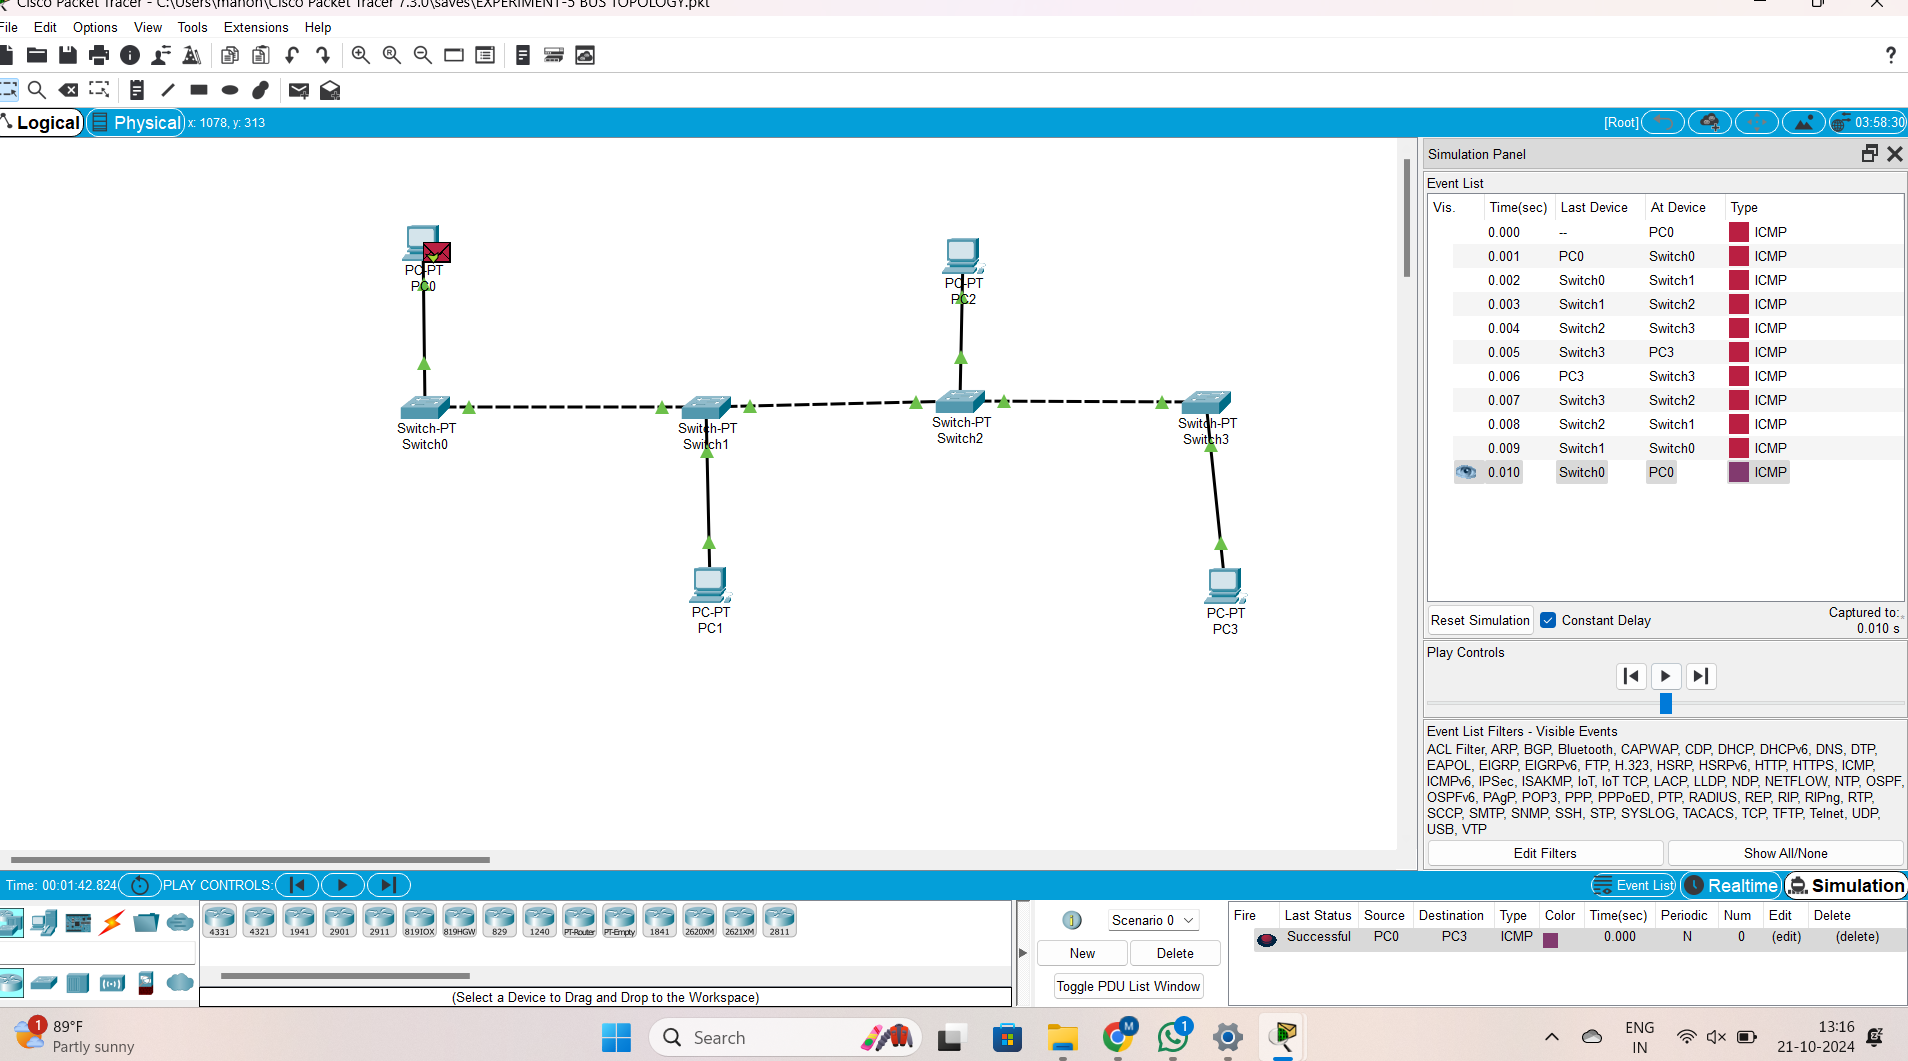 Cisco Packet Tracer - C:\Users\manon\Cisco Packet Tracer 7.3.0\saves\EXPERIMENT-5 BUS TOPOLOGY.pkt
File Edit Options View Tools Extensions Help
?
Logical Physical x: 1078, y: 313 [Root] 03:58:30
Simulation Panel
Event List
Vis. Time(sec) Last Device At Device Type
0.000 -- PC0 ICMP
0.001 PC0 Switch0 ICMP
0.002 Switch0 Switch1 ICMP
0.003 Switch1 Switch2 ICMP
0.004 Switch2 Switch3 ICMP
0.005 Switch3 PC3 ICMP
0.006 PC3 Switch3 ICMP
0.007 Switch3 Switch2 ICMP
0.008 Switch2 Switch1 ICMP
0.009 Switch1 Switch0 ICMP
0.010 Switch0 PC0 ICMP
PC-PT
PC0
PC-PT
PC2
Switch-PT
Switch0
Switch-PT
Switch1
Switch-PT
Switch2
Switch-PT
Switch3
PC-PT
PC1
PC-PT
PC3
Reset Simulation Constant Delay Captured to:
0.010 s
Play Controls
Event List Filters - Visible Events
ACL Filter, ARP, BGP, Bluetooth, CAPWAP, CDP, DHCP, DHCPv6, DNS, DTP,
EAPOL, EIGRP, EIGRPv6, FTP, H.323, HSRP, HSRPv6, HTTP, HTTPS, ICMP,
ICMPv6, IPSec, ISAKMP, IoT, IoT TCP, LACP, LLDP, NDP, NETFLOW, NTP, OSPF,
OSPFv6, PAgP, POP3, PPP, PPPoED, PTP, RADIUS, REP, RIP, RIPng, RTP,
SCCP, SMTP, SNMP, SSH, STP, SYSLOG, TACACS, TCP, TFTP, Telnet, UDP,
USB, VTP
Edit Filters Show All/None
Time: 00:01:42.824 PLAY CONTROLS: Event List Realtime Simulation
4331 4321 1941 2901 2911 819IOX 819HGW 829 1240 PT-Router PT-Empty 1841 2620XM 2621XM 2811
(Select a Device to Drag and Drop to the Workspace)
1 Scenario 0
New Delete
Toggle PDU List Window
Fire Last Status Source Destination Type Color Time(sec) Periodic Num Edit Delete
Successful PC0 PC3 ICMP 0.000 N 0 (edit) (delete)
1 89°F
Partly sunny
Search
M
1
ENG
IN
13:16
21-10-2024